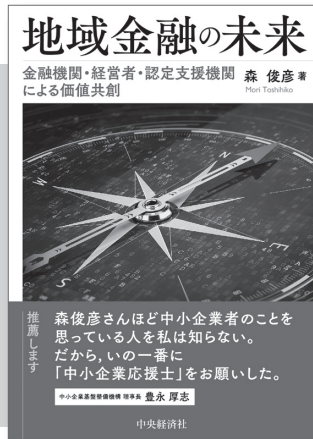 地域金融の未来
金融機関・経営者・認定支援機関
による価値共創
森 俊彦 著
Mori Toshihiko
W
N
S
E
推薦します
森俊彦さんほど中小企業者のことを
思っている人を私は知らない。
だから,いの一番に
「中小企業応援士」をお願いした。
中小企業基盤整備機構 理事長 豊永 厚志
中央経済社